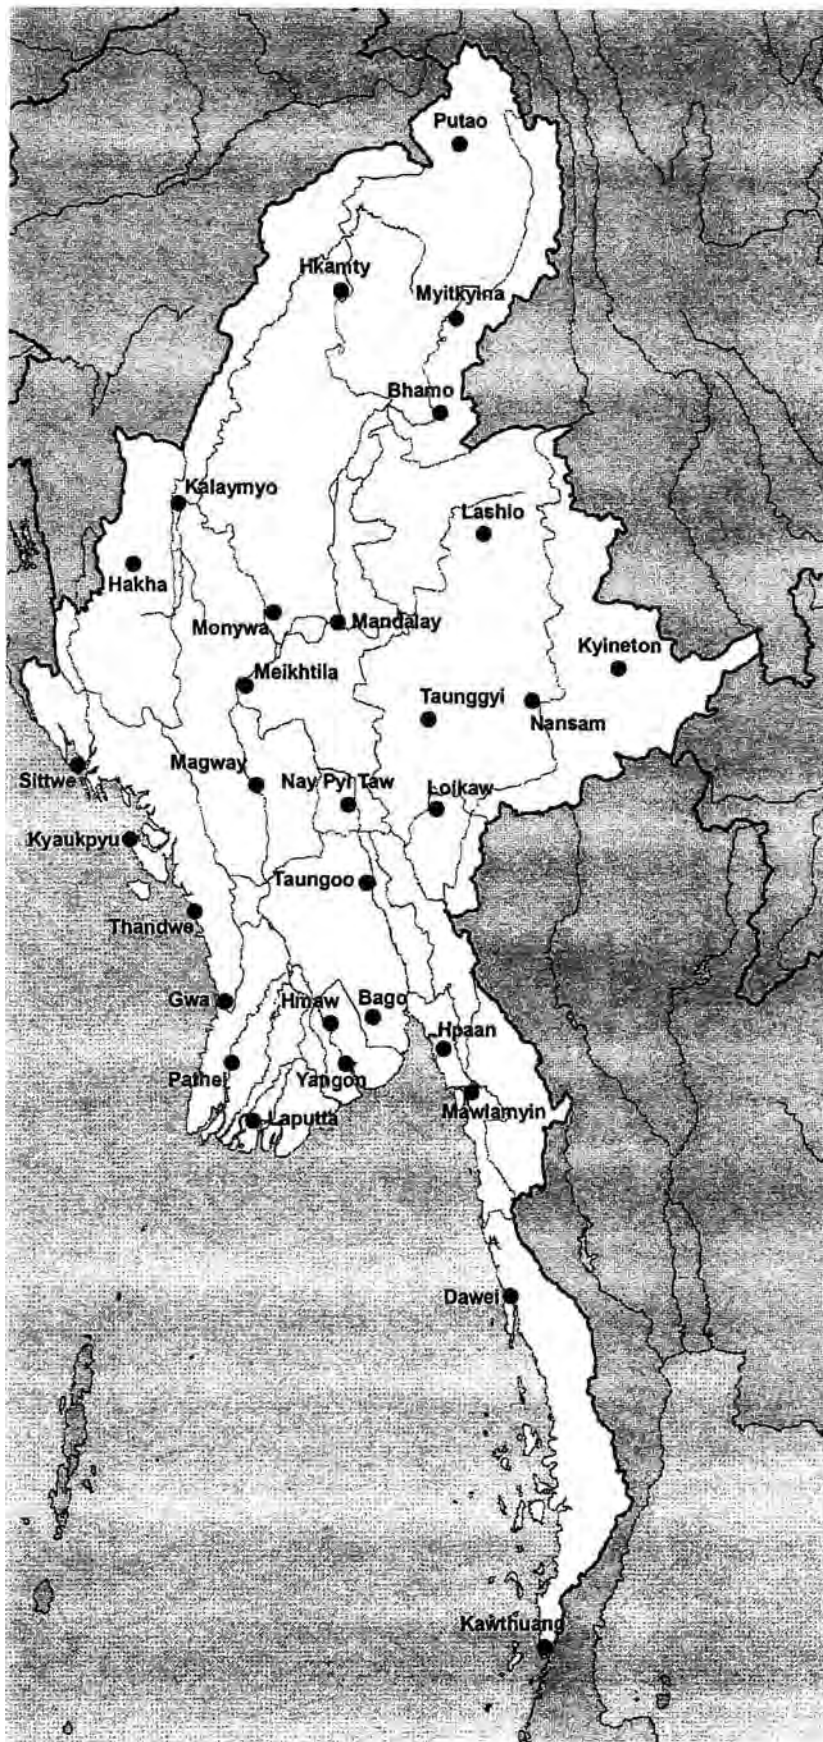 Putao
Hkamty
Myitkyina
Bhamo
Kalaymyo
Lashio
Hakha
Monywa
Mandalay
Kyineton
Meikhtila
Taunggyi
Nansam
Sittwe
Magway
Nay Pyi Taw
Loikaw
Kyaukpyu
Taungoo
Thandwe
Gwa
Hmaw
Bago
Hpaan
Pathei
Yangon
Mawlamyin
Laputta
Dawei
Kawthuang